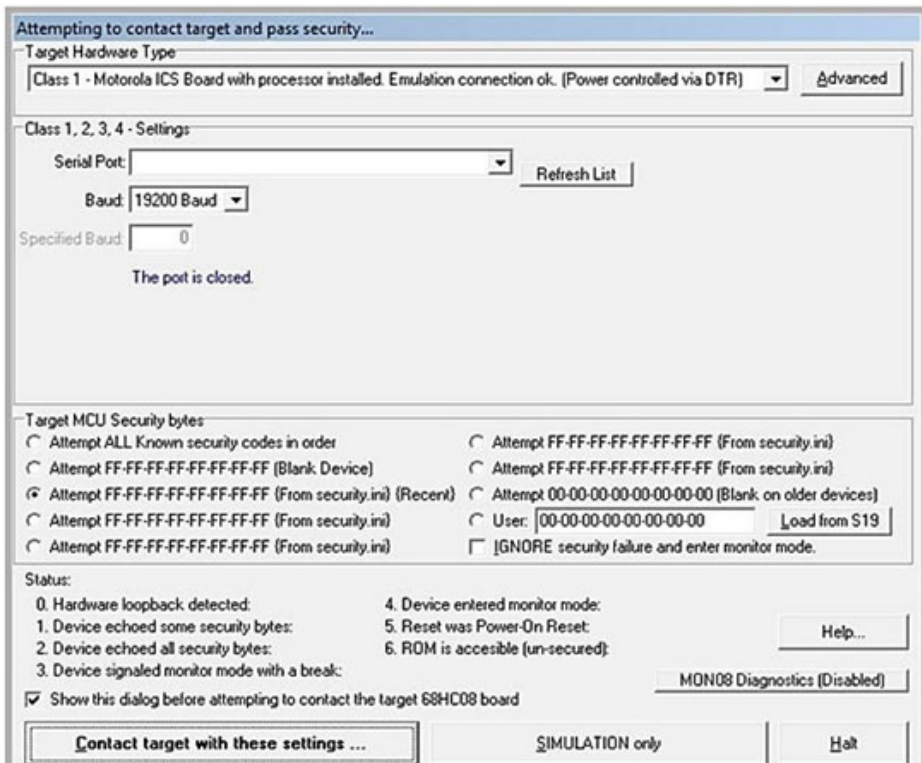 Attempting to contact target and pass security...
Target Hardware Type
Class 1 - Motorola ICS Board with processor installed. Emulation connection ok. (Power controlled via DTR) Advanced
Class 1, 2, 3, 4 - Settings
Serial Port: Refresh List
Baud: 19200 Baud
Specified Baud: 0
The port is closed.
Target MCU Security bytes
Attempt ALL Known security codes in order
Attempt FF-FF-FF-FF-FF-FF-FF-FF (Blank Device)
Attempt FF-FF-FF-FF-FF-FF-FF-FF (From security.ini) (Recent)
Attempt FF-FF-FF-FF-FF-FF-FF-FF (From security.ini)
Attempt FF-FF-FF-FF-FF-FF-FF-FF (From security.ini)
Attempt FF-FF-FF-FF-FF-FF-FF-FF (From security.ini)
Attempt FF-FF-FF-FF-FF-FF-FF-FF (From security.ini)
Attempt 00-00-00-00-00-00-00-00 (Blank on older devices)
User: 00-00-00-00-00-00-00-00 Load from S19
IGNORE security failure and enter monitor mode.
Status:
0. Hardware loopback detected:
1. Device echoed some security bytes:
2. Device echoed all security bytes:
3. Device signaled monitor mode with a break:
4. Device entered monitor mode:
5. Reset was Power-On Reset:
6. ROM is accesible (un-secured):
Help...
MON08 Diagnostics (Disabled)
Show this dialog before attempting to contact the target 68HC08 board
Contact target with these settings ... SIMULATION only Halt